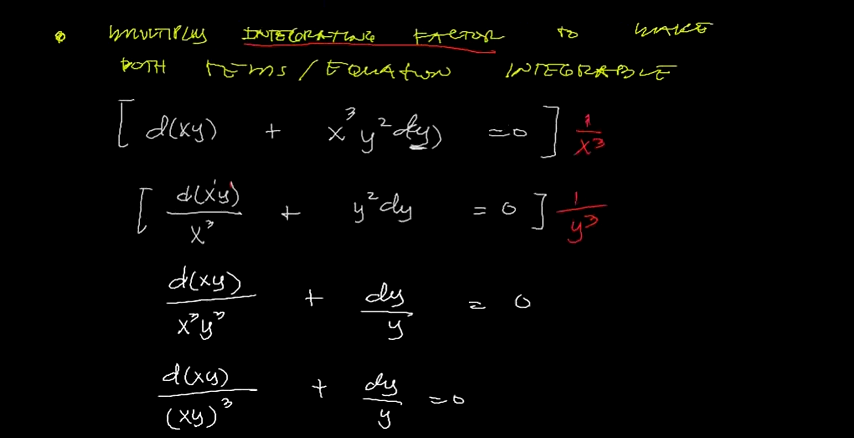 • MULTIPLY INTEGRATING FACTOR to MAKE
BOTH TERMS / EQUATION INTEGRABLE
[ d(xy) + x³y²dy) = 0 ] 1/x³
[ d(x'y)/x³ + y²dy = 0 ] 1/y³
d(xy)/x³y³ + dy/y = 0
d(xy)/(xy)³ + dy/y = 0